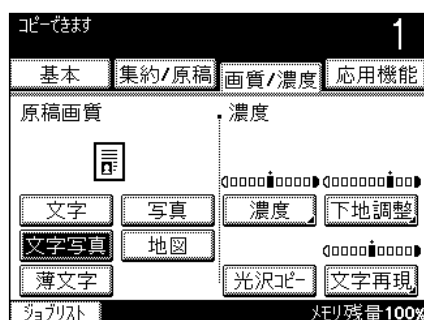 コピーできます 1
基本 集約/原稿 画質/濃度 応用機能
原稿画質 濃度
文字 写真 濃度 下地調整
文字写真 地図
薄文字 光沢コピー 文字再現
ジョブリスト メモリ残量100%